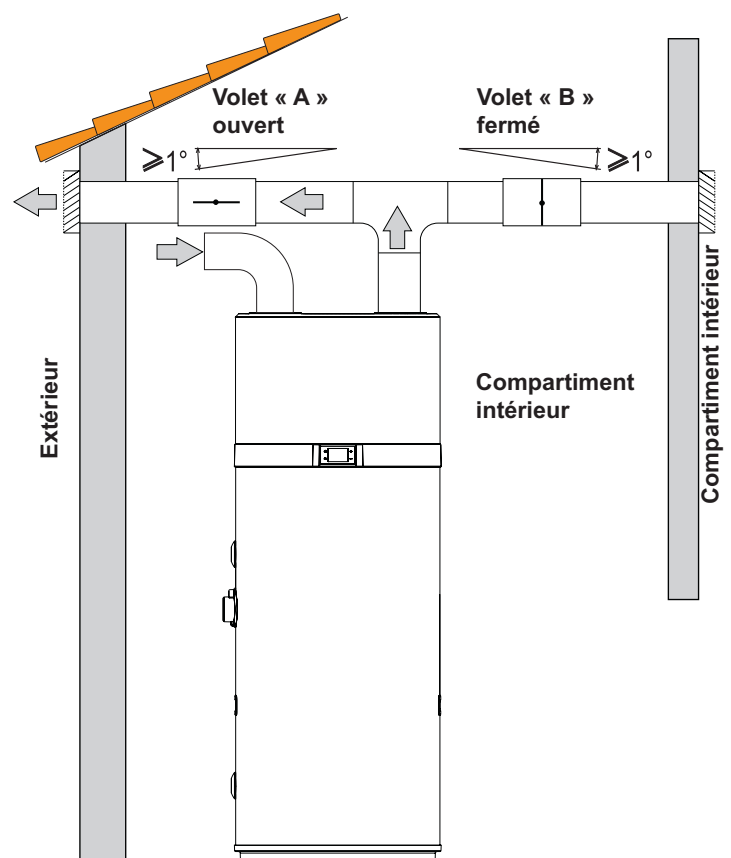 Volet « A »
ouvert
Volet « B »
fermé
⩾1°
⩾1°
Extérieur
Compartiment
intérieur
Compartiment intérieur